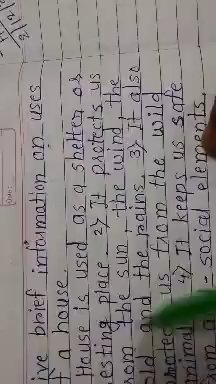 ive brief information on uses
f a house.
House is used as a shelter or
esting place 2) It protects us
rom the sun, the wind, the
ld and the rains 3) It also
us from the wild
nimal 4) It keeps us safe
- social elements.